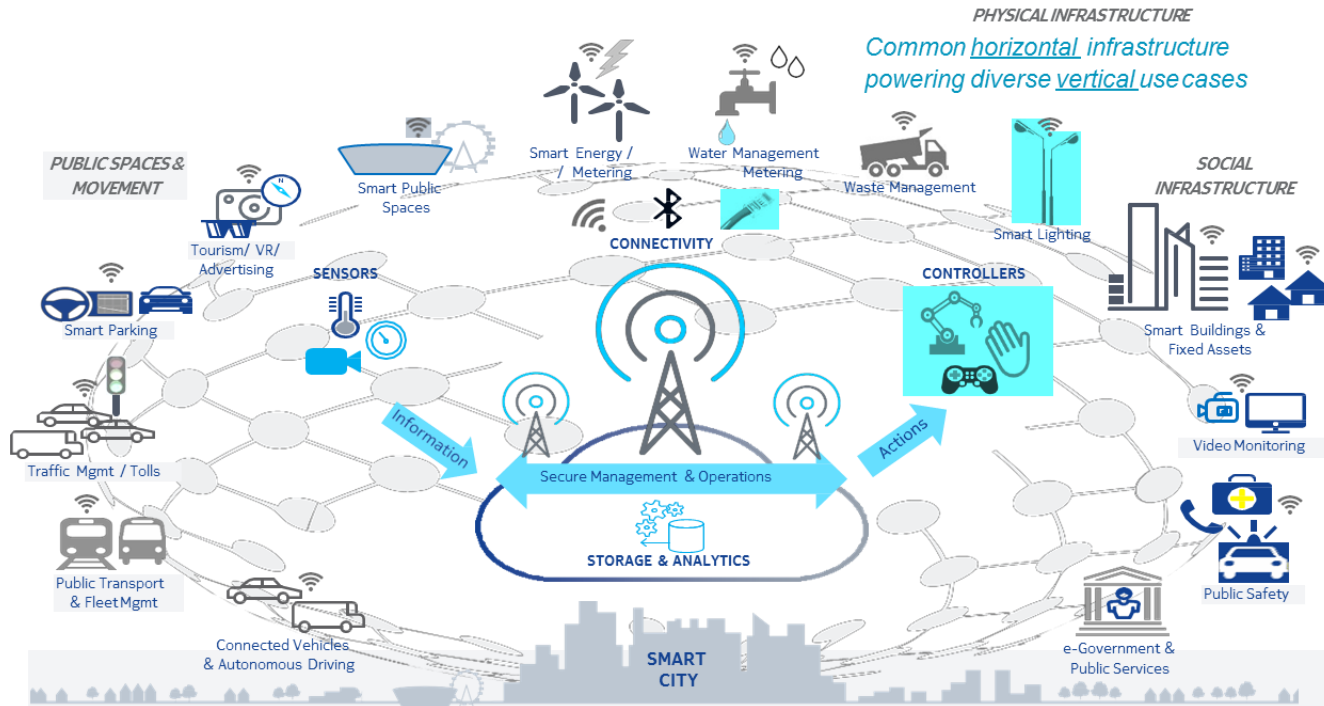 PHYSICAL INFRASTRUCTURE
Common horizontal infrastructure
powering diverse vertical use cases
PUBLIC SPACES &
MOVEMENT
Smart Public
Spaces
Smart Energy /
/ Metering
Water Management
Metering
Waste Management
Smart Lighting
SOCIAL
INFRASTRUCTURE
N
Tourism/ VR/
Advertising
SENSORS
CONNECTIVITY
CONTROLLERS
Smart Parking
Smart Buildings &
Fixed Assets
Traffic Mgmt / Tolls
Information
Actions
Video Monitoring
Secure Management & Operations
STORAGE & ANALYTICS
Public Transport
& Fleet Mgmt
Public Safety
Connected Vehicles
& Autonomous Driving
e-Government &
Public Services
SMART
CITY